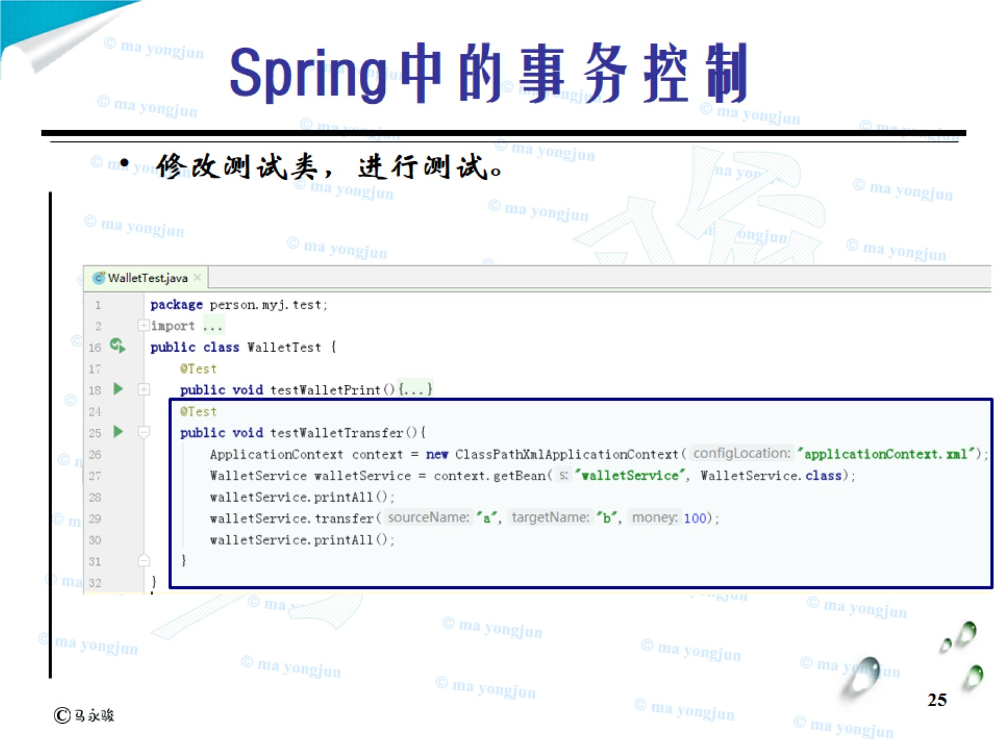 Spring中的事务控制
• 修改测试类，进行测试。
WalletTest.java
1 package person.myj.test;
2 import ...
16 public class WalletTest {
17 @Test
18 public void testWalletPrint(){...}
24 @Test
25 public void testWalletTransfer(){
26 ApplicationContext context = new ClassPathXmlApplicationContext( configLocation: "applicationContext.xml");
27 WalletService walletService = context.getBean( s: "walletService", WalletService.class);
28 walletService.printAll();
29 walletService.transfer( sourceName: "a", targetName: "b", money: 100);
30 walletService.printAll();
31 }
32 }
©马永骏
25
© ma yongjun